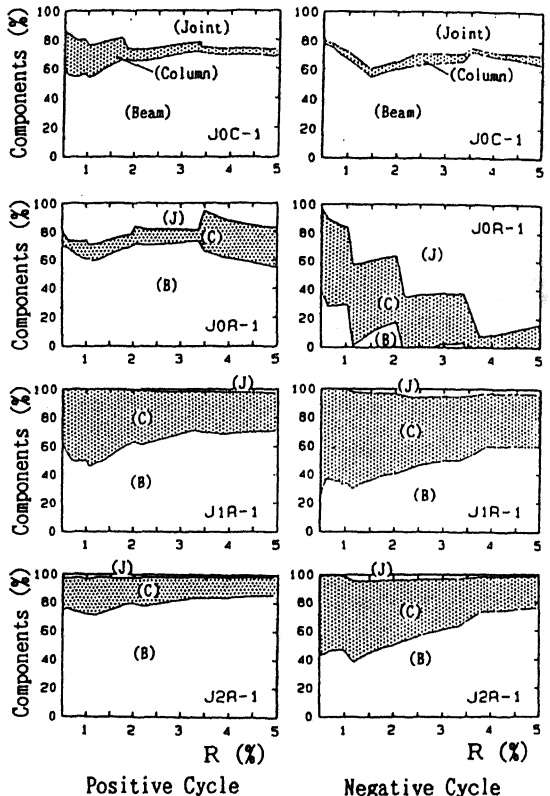 Components (%)
100
80
60
40
20
0
(Joint)
(Column)
(Beam)
J0C-1
1 2 3 4 5
100
80
60
40
20
0
(Joint)
(Column)
(Beam)
J0C-1
1 2 3 4 5
Components (%)
100
80
60
40
20
0
(J)
(C)
(B)
J0R-1
1 2 3 4 5
100
80
60
40
20
0
J0R-1
(J)
(C)
(B)
1 2 3 4 5
Components (%)
100
80
60
40
20
0
(J)
(C)
(B)
J1R-1
1 2 3 4 5
100
80
60
40
20
0
(J)
(C)
(B)
J1R-1
1 2 3 4 5
Components (%)
100
80
60
40
20
0
(J)
(C)
(B)
J2R-1
1 2 3 4 5
R (%)
Positive Cycle
100
80
60
40
20
0
(J)
(C)
(B)
J2R-1
1 2 3 4 5
R (%)
Negative Cycle